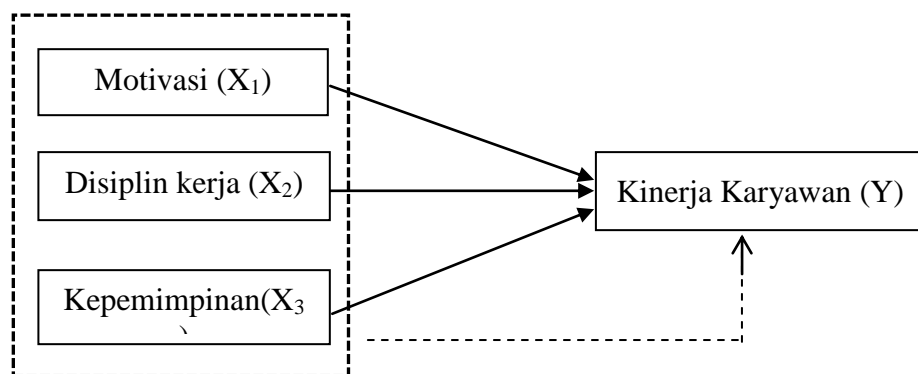 Motivasi (X₁)
Disiplin kerja (X₂)
Kinerja Karyawan (Y)
Kepemimpinan(X₃
)